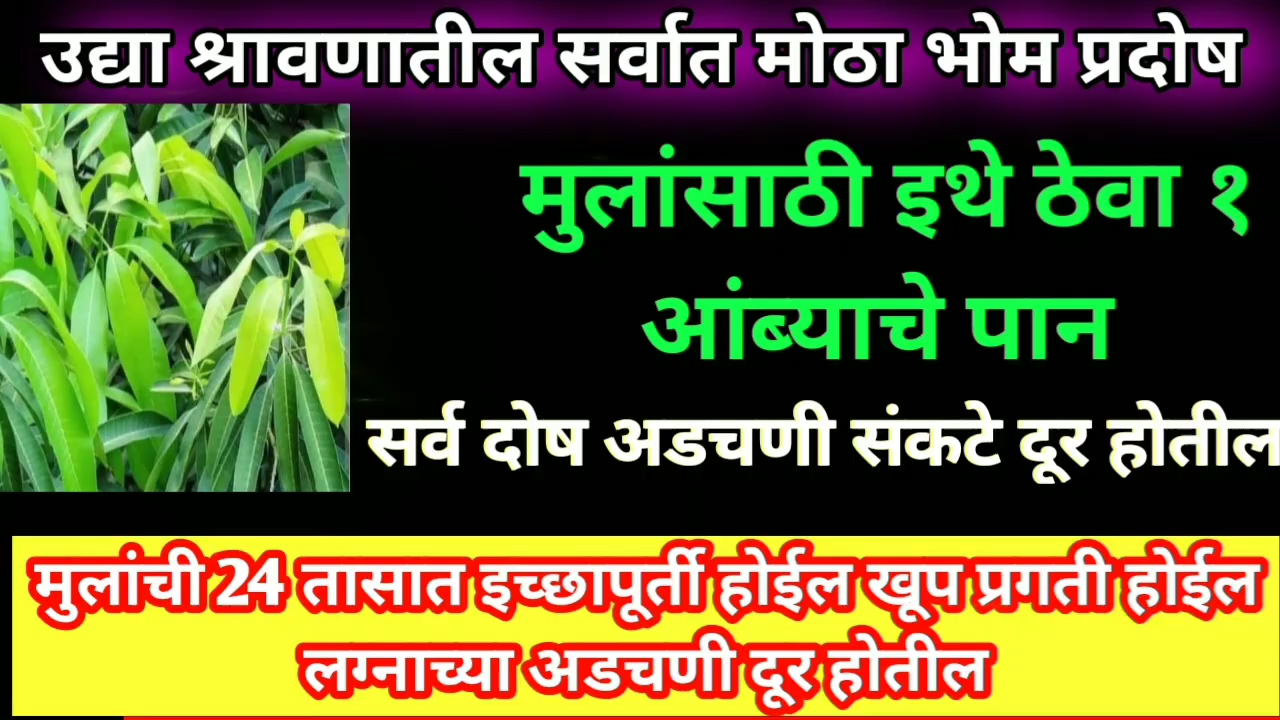 उद्या श्रावणातील सर्वात मोठा भोम प्रदोष
मुलांसाठी इथे ठेवा १
आंब्याचे पान
सर्व दोष अडचणी संकटे दूर होतील
मुलांची 24 तासात इच्छापूर्ती होईल खूप प्रगती होईल
लग्नाच्या अडचणी दूर होतील